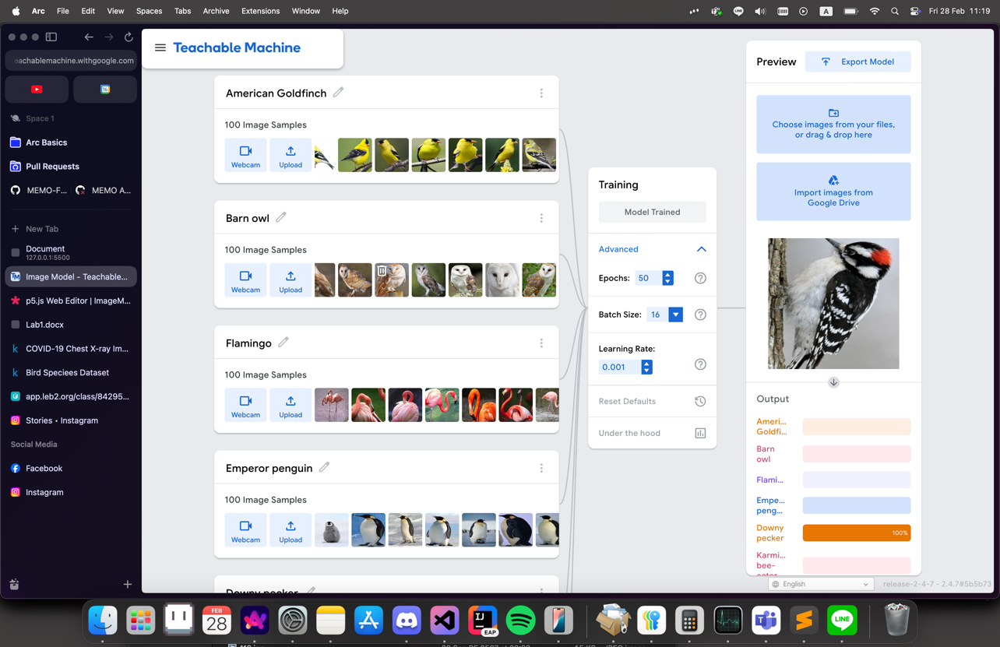 Arc File Edit View Spaces Tabs Archive Extensions Window Help
A Fri 28 Feb 11:19
eachablemachine.withgoogle.com
16
Space 1
Arc Basics
Pull Requests
MEMO-F... MEMO A...
New Tab
Document
127.0.0.1:5500
TM Image Model - Teachable...
p5.js Web Editor | ImageM...
Lab1.docx
k COVID-19 Chest X-ray Im...
k Bird Speciees Dataset
app.leb2.org/class/84295...
Stories • Instagram
Social Media
Facebook
Instagram
Teachable Machine
American Goldfinch
100 Image Samples
Webcam Upload
Barn owl
100 Image Samples
Webcam Upload
Flamingo
100 Image Samples
Webcam Upload
Emperor penguin
100 Image Samples
Webcam Upload
Downy pecker
Training
Model Trained
Advanced
Epochs: 50
Batch Size: 16
Learning Rate:
0.001
Reset Defaults
Under the hood
Preview Export Model
Choose images from your files,
or drag & drop here
Import images from
Google Drive
Output
Ameri...
Goldfi...
Barn
owl
Flami...
Empe...
peng...
Downy
pecker 100%
Karmi...
bee-
eater
English release-2-4-7 - 2.4.7#5b5b73
FEB
28
IJ
EAP
LINE